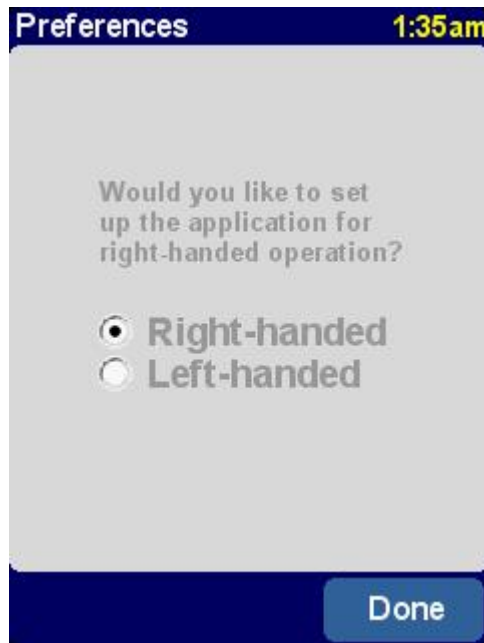 Preferences 1:35am
Would you like to set
up the application for
right-handed operation?
Right-handed
Left-handed
Done